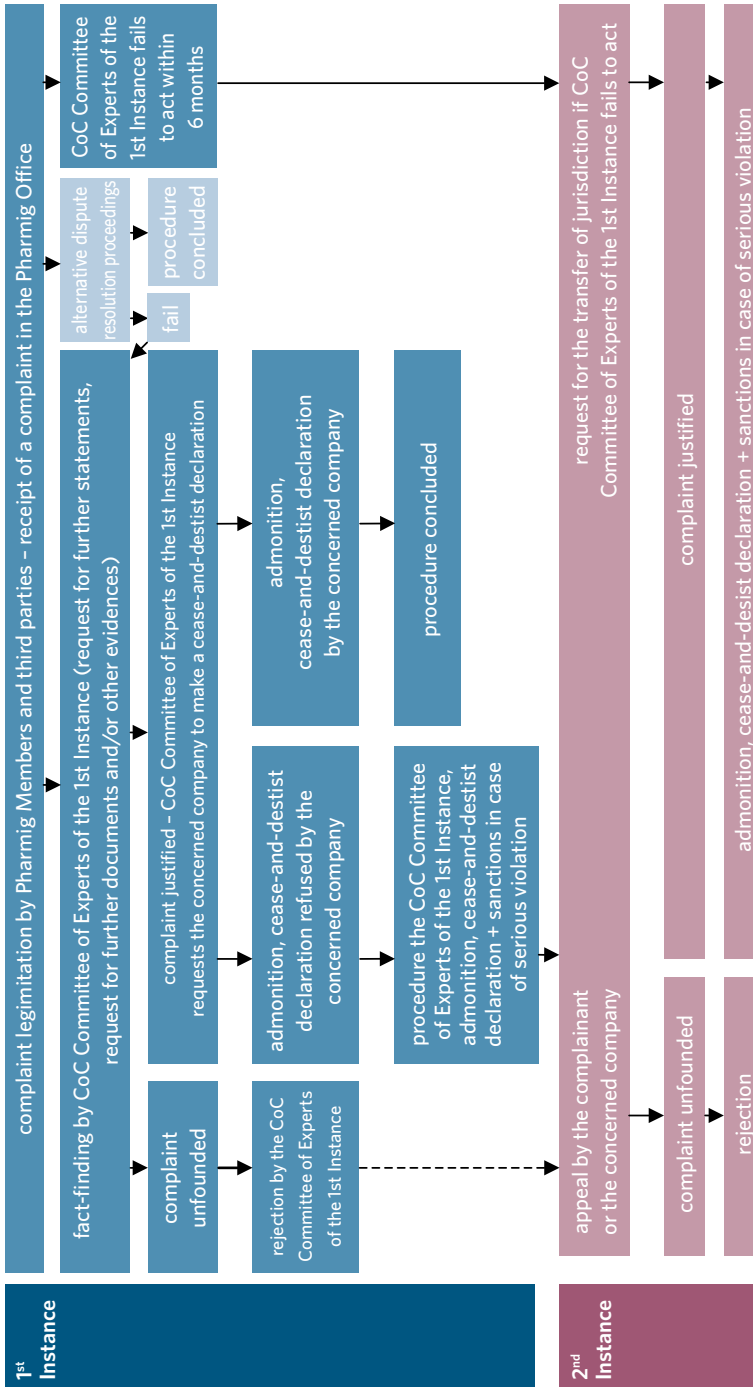 1st
Instance
complaint legimitation by Pharmig Members and third parties – receipt of a complaint in the Pharmig Office
fact-finding by CoC Committee of Experts of the 1st Instance (request for further statements,
request for further documents and/or other evidences)
alternative dispute
resolution proceedings
CoC Committee
of Experts of the
1st Instance fails
to act within
6 months
fail
procedure
concluded
complaint
unfounded
complaint justified – CoC Committee of Experts of the 1st Instance
requests the concerned company to make a cease-and-destist declaration
rejection by the CoC
Committee of Experts
of the 1st Instance
admonition, cease-and-destist
declaration refused by the
concerned company
admonition,
cease-and-destist declaration
by the concerned company
procedure the CoC Committee
of Experts of the 1st Instance,
admonition, cease-and-destist
declaration + sanctions in case
of serious violation
procedure concluded
2nd
Instance
appeal by the complainant
or the concerned company
request for the transfer of jurisdiction if CoC
Committee of Experts of the 1st Instance fails to act
complaint unfounded
complaint justified
rejection
admonition, cease-and-desist declaration + sanctions in case of serious violation